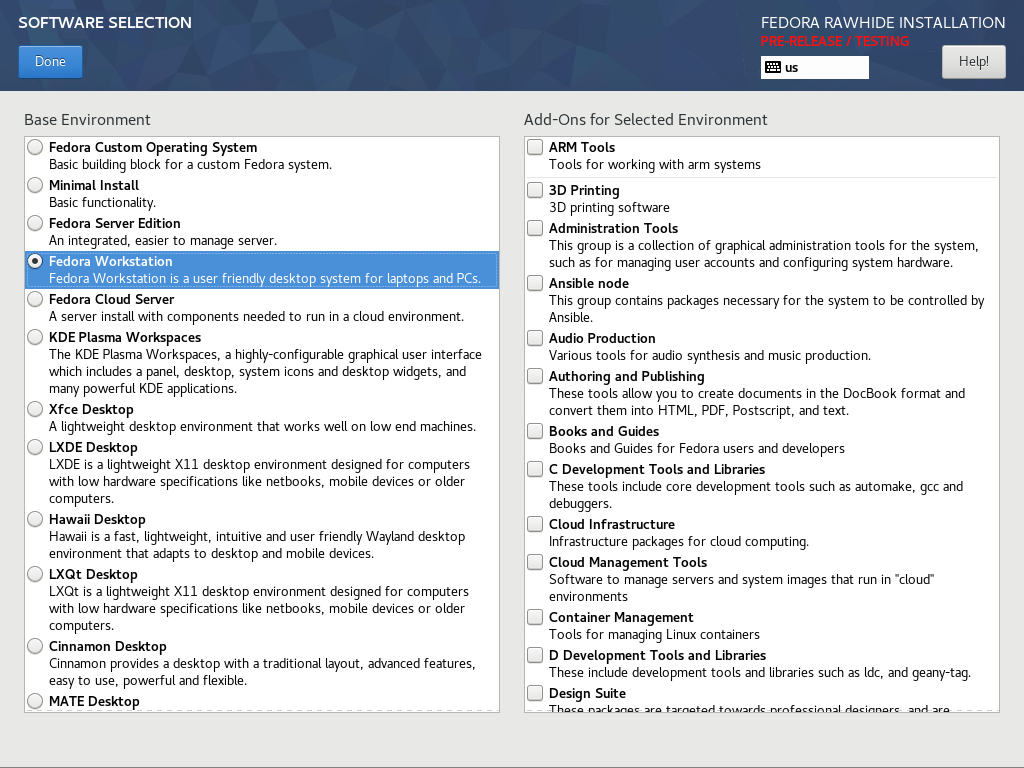 SOFTWARE SELECTION
Done
FEDORA RAWHIDE INSTALLATION
PRE-RELEASE / TESTING
us
Help!
Base Environment
Fedora Custom Operating System
Basic building block for a custom Fedora system.
Minimal Install
Basic functionality.
Fedora Server Edition
An integrated, easier to manage server.
Fedora Workstation
Fedora Workstation is a user friendly desktop system for laptops and PCs.
Fedora Cloud Server
A server install with components needed to run in a cloud environment.
KDE Plasma Workspaces
The KDE Plasma Workspaces, a highly-configurable graphical user interface
which includes a panel, desktop, system icons and desktop widgets, and
many powerful KDE applications.
Xfce Desktop
A lightweight desktop environment that works well on low end machines.
LXDE Desktop
LXDE is a lightweight X11 desktop environment designed for computers
with low hardware specifications like netbooks, mobile devices or older
computers.
Hawaii Desktop
Hawaii is a fast, lightweight, intuitive and user friendly Wayland desktop
environment that adapts to desktop and mobile devices.
LXQt Desktop
LXQt is a lightweight X11 desktop environment designed for computers
with low hardware specifications like netbooks, mobile devices or older
computers.
Cinnamon Desktop
Cinnamon provides a desktop with a traditional layout, advanced features,
easy to use, powerful and flexible.
MATE Desktop
Add-Ons for Selected Environment
ARM Tools
Tools for working with arm systems
3D Printing
3D printing software
Administration Tools
This group is a collection of graphical administration tools for the system,
such as for managing user accounts and configuring system hardware.
Ansible node
This group contains packages necessary for the system to be controlled by
Ansible.
Audio Production
Various tools for audio synthesis and music production.
Authoring and Publishing
These tools allow you to create documents in the DocBook format and
convert them into HTML, PDF, Postscript, and text.
Books and Guides
Books and Guides for Fedora users and developers
C Development Tools and Libraries
These tools include core development tools such as automake, gcc and
debuggers.
Cloud Infrastructure
Infrastructure packages for cloud computing.
Cloud Management Tools
Software to manage servers and system images that run in "cloud"
environments
Container Management
Tools for managing Linux containers
D Development Tools and Libraries
These include development tools and libraries such as ldc, and geany-tag.
Design Suite
These packages are targeted towards professional designers, and are